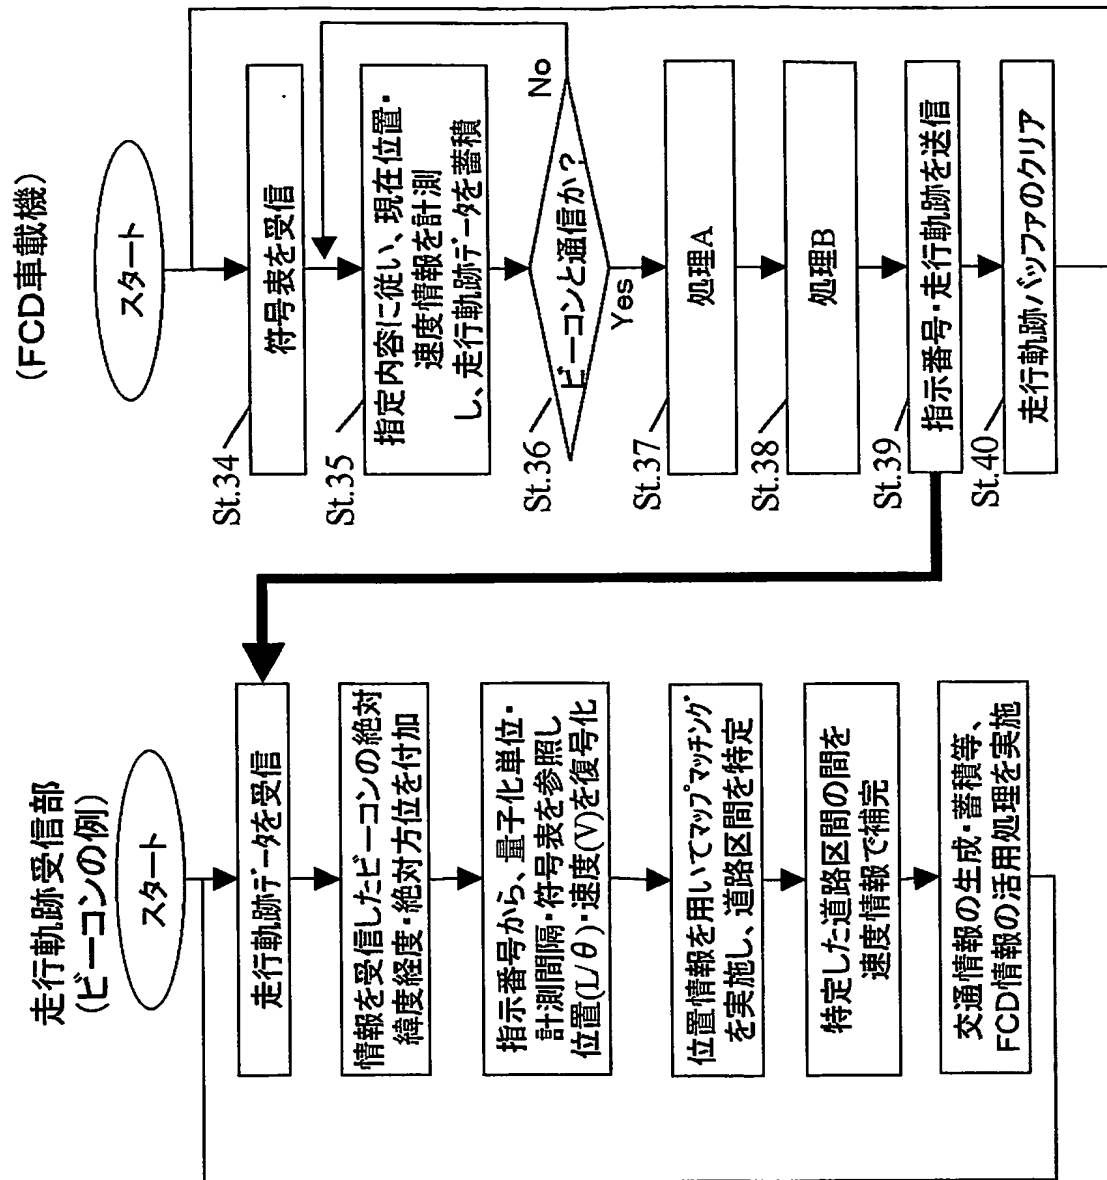 (FCD車載機)
スタート
符号表を受信
St.34
指定内容に従い、現在位置・
速度情報を計測
し、走行軌跡データを蓄積
St.35
ビーコンと通信か?
No
Yes
St.36
処理A
St.37
処理B
St.38
指示番号・走行軌跡を送信
St.39
走行軌跡バッファのクリア
St.40
走行軌跡受信部
(ビーコンの例)
スタート
走行軌跡データを受信
情報を受信したビーコンの絶対
緯度経度・絶対方位を付加
指示番号から、量子化単位・
計測間隔・符号表を参照し
位置(L/θ)・速度(V)を復号化
位置情報を用いてマップマッチング
を実施し、道路区間を特定
特定した道路区間の間を
速度情報で補完
交通情報の生成・蓄積等、
FCD情報の活用処理を実施